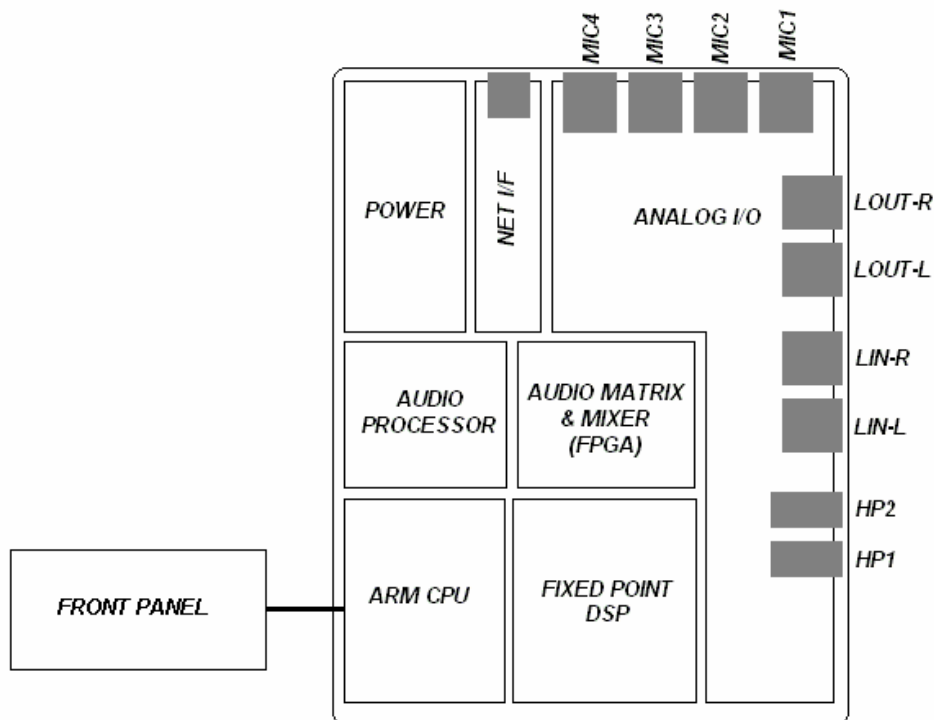 MIC4
MIC3
MIC2
MIC1
POWER
NET I/F
ANALOG I/O
LOUT-R
LOUT-L
LIN-R
LIN-L
HP2
HP1
AUDIO
PROCESSOR
AUDIO MATRIX
& MIXER
(FPGA)
FRONT PANEL
ARM CPU
FIXED POINT
DSP